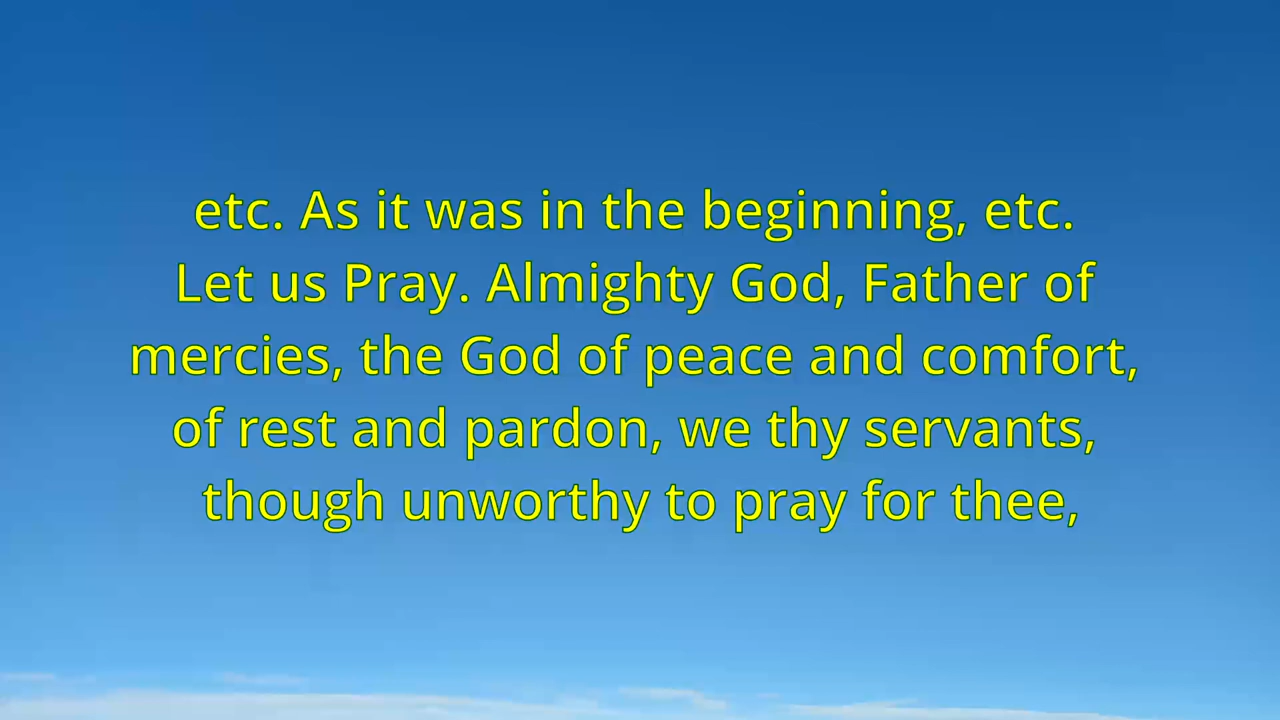 etc. As it was in the beginning, etc.
Let us Pray. Almighty God, Father of
mercies, the God of peace and comfort,
of rest and pardon, we thy servants,
though unworthy to pray for thee,